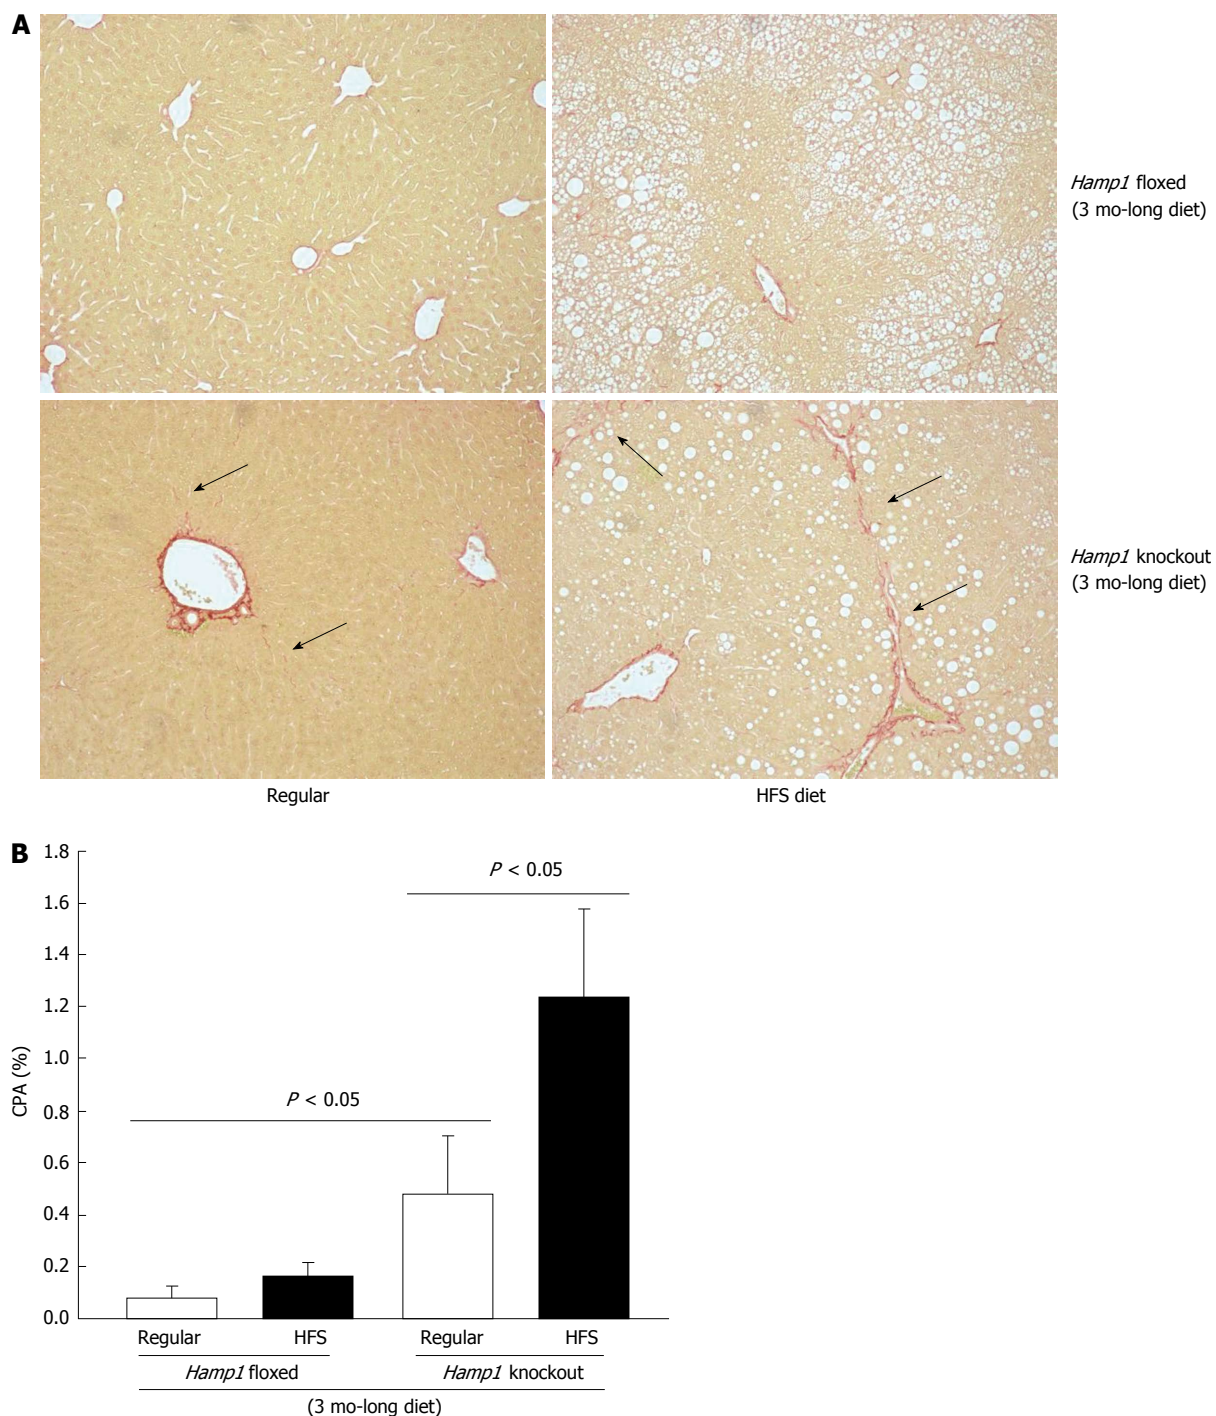 A
Hamp1 floxed
(3 mo-long diet)
Hamp1 knockout
(3 mo-long diet)
Regular
HFS diet
B
1.8
1.6
1.4
1.2
1.0
0.8
0.6
0.4
0.2
0.0
CPA (%)
P < 0.05
P < 0.05
Regular
HFS
Regular
HFS
Hamp1 floxed
Hamp1 knockout
(3 mo-long diet)